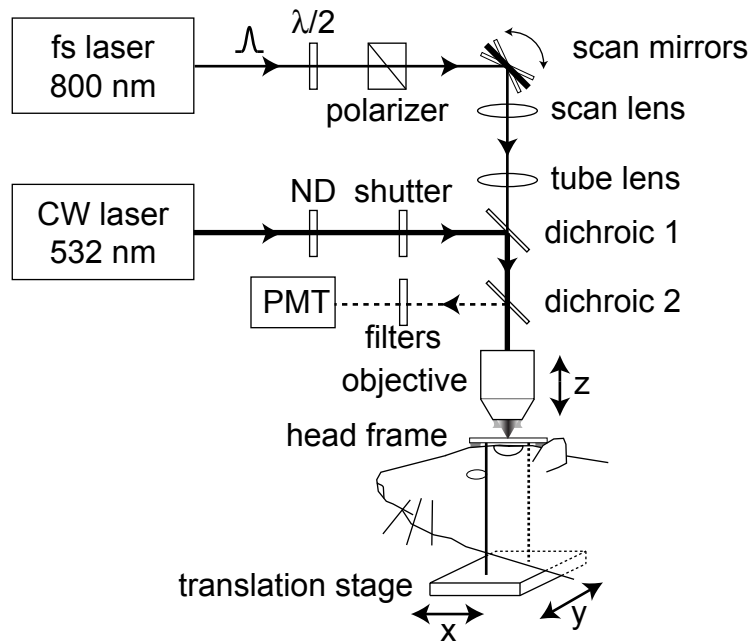 fs laser
800 nm
λ/2
polarizer
scan mirrors
scan lens
tube lens
CW laser
532 nm
ND
shutter
dichroic 1
PMT
filters
dichroic 2
objective
z
head frame
translation stage
x
y